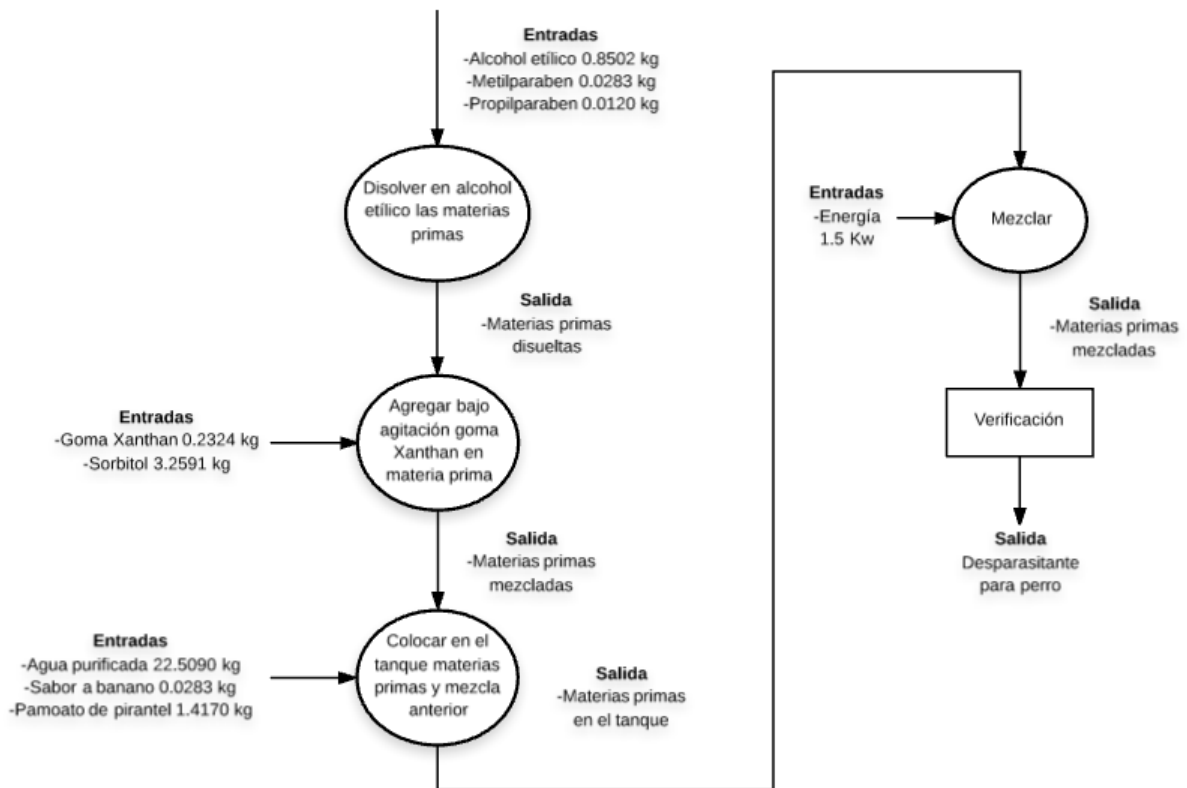 Entradas
-Alcohol etílico 0.8502 kg
-Metilparaben 0.0283 kg
-Propilparaben 0.0120 kg
Disolver en alcohol
etílico las materias
primas
Salida
-Materias primas
disueltas
Entradas
-Goma Xanthan 0.2324 kg
-Sorbitol 3.2591 kg
Agregar bajo
agitación goma
Xanthan en
materia prima
Salida
-Materias primas
mezcladas
Entradas
-Agua purificada 22.5090 kg
-Sabor a banano 0.0283 kg
-Pamoato de pirantel 1.4170 kg
Colocar en el
tanque materias
primas y mezcla
anterior
Salida
-Materias primas
en el tanque
Entradas
-Energía
1.5 Kw
Mezclar
Salida
-Materias primas
mezcladas
Verificación
Salida
Desparasitante
para perro